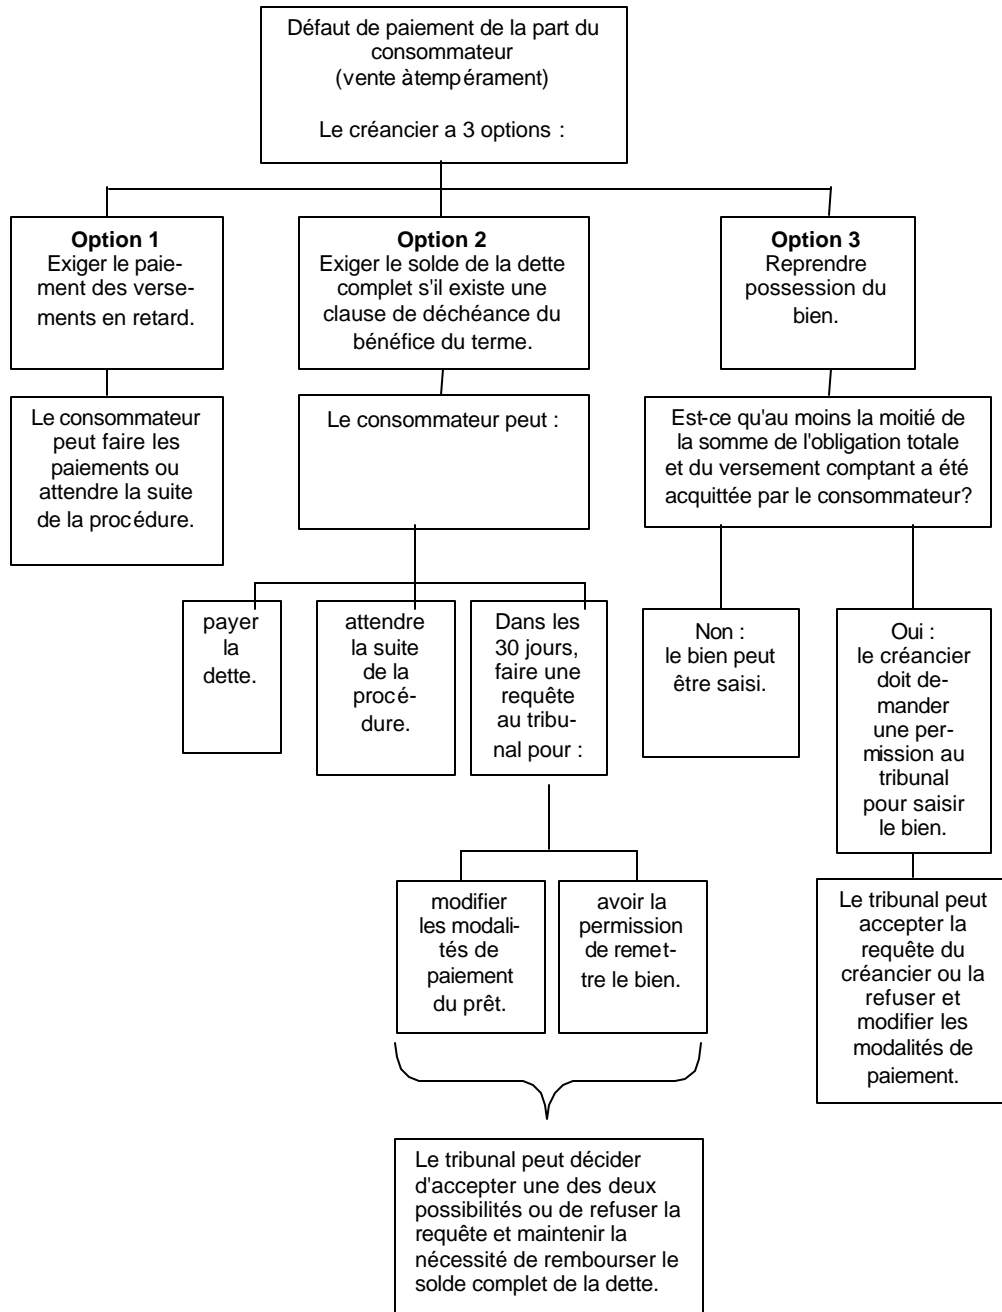 Défaut de paiement de la part du
consommateur
(vente àtempérament)
Le créancier a 3 options :
Option 1
Exiger le paie-
ment des verse-
ments en retard.
Option 2
Exiger le solde de la dette
complet s'il existe une
clause de déchéance du
bénéfice du terme.
Option 3
Reprendre
possession du
bien.
Le consommateur
peut faire les
paiements ou
attendre la suite
de la procédure.
Le consommateur peut :
Est-ce qu'au moins la moitié de
la somme de l'obligation totale
et du versement comptant a été
acquittée par le consommateur?
payer
la
dette.
attendre
la suite
de la
procé-
dure.
Dans les
30 jours,
faire une
requête
au tribu-
nal pour :
Non :
le bien peut
être saisi.
Oui :
le créancier
doit de-
mander
une per-
mission au
tribunal
pour saisir
le bien.
modifier
les modali-
tés de
paiement
du prêt.
avoir la
permission
de remet-
tre le bien.
Le tribunal peut
accepter la
requête du
créancier ou la
refuser et
modifier les
modalités de
paiement.
Le tribunal peut décider
d'accepter une des deux
possibilités ou de refuser la
requête et maintenir la
nécessité de rembourser le
solde complet de la dette.